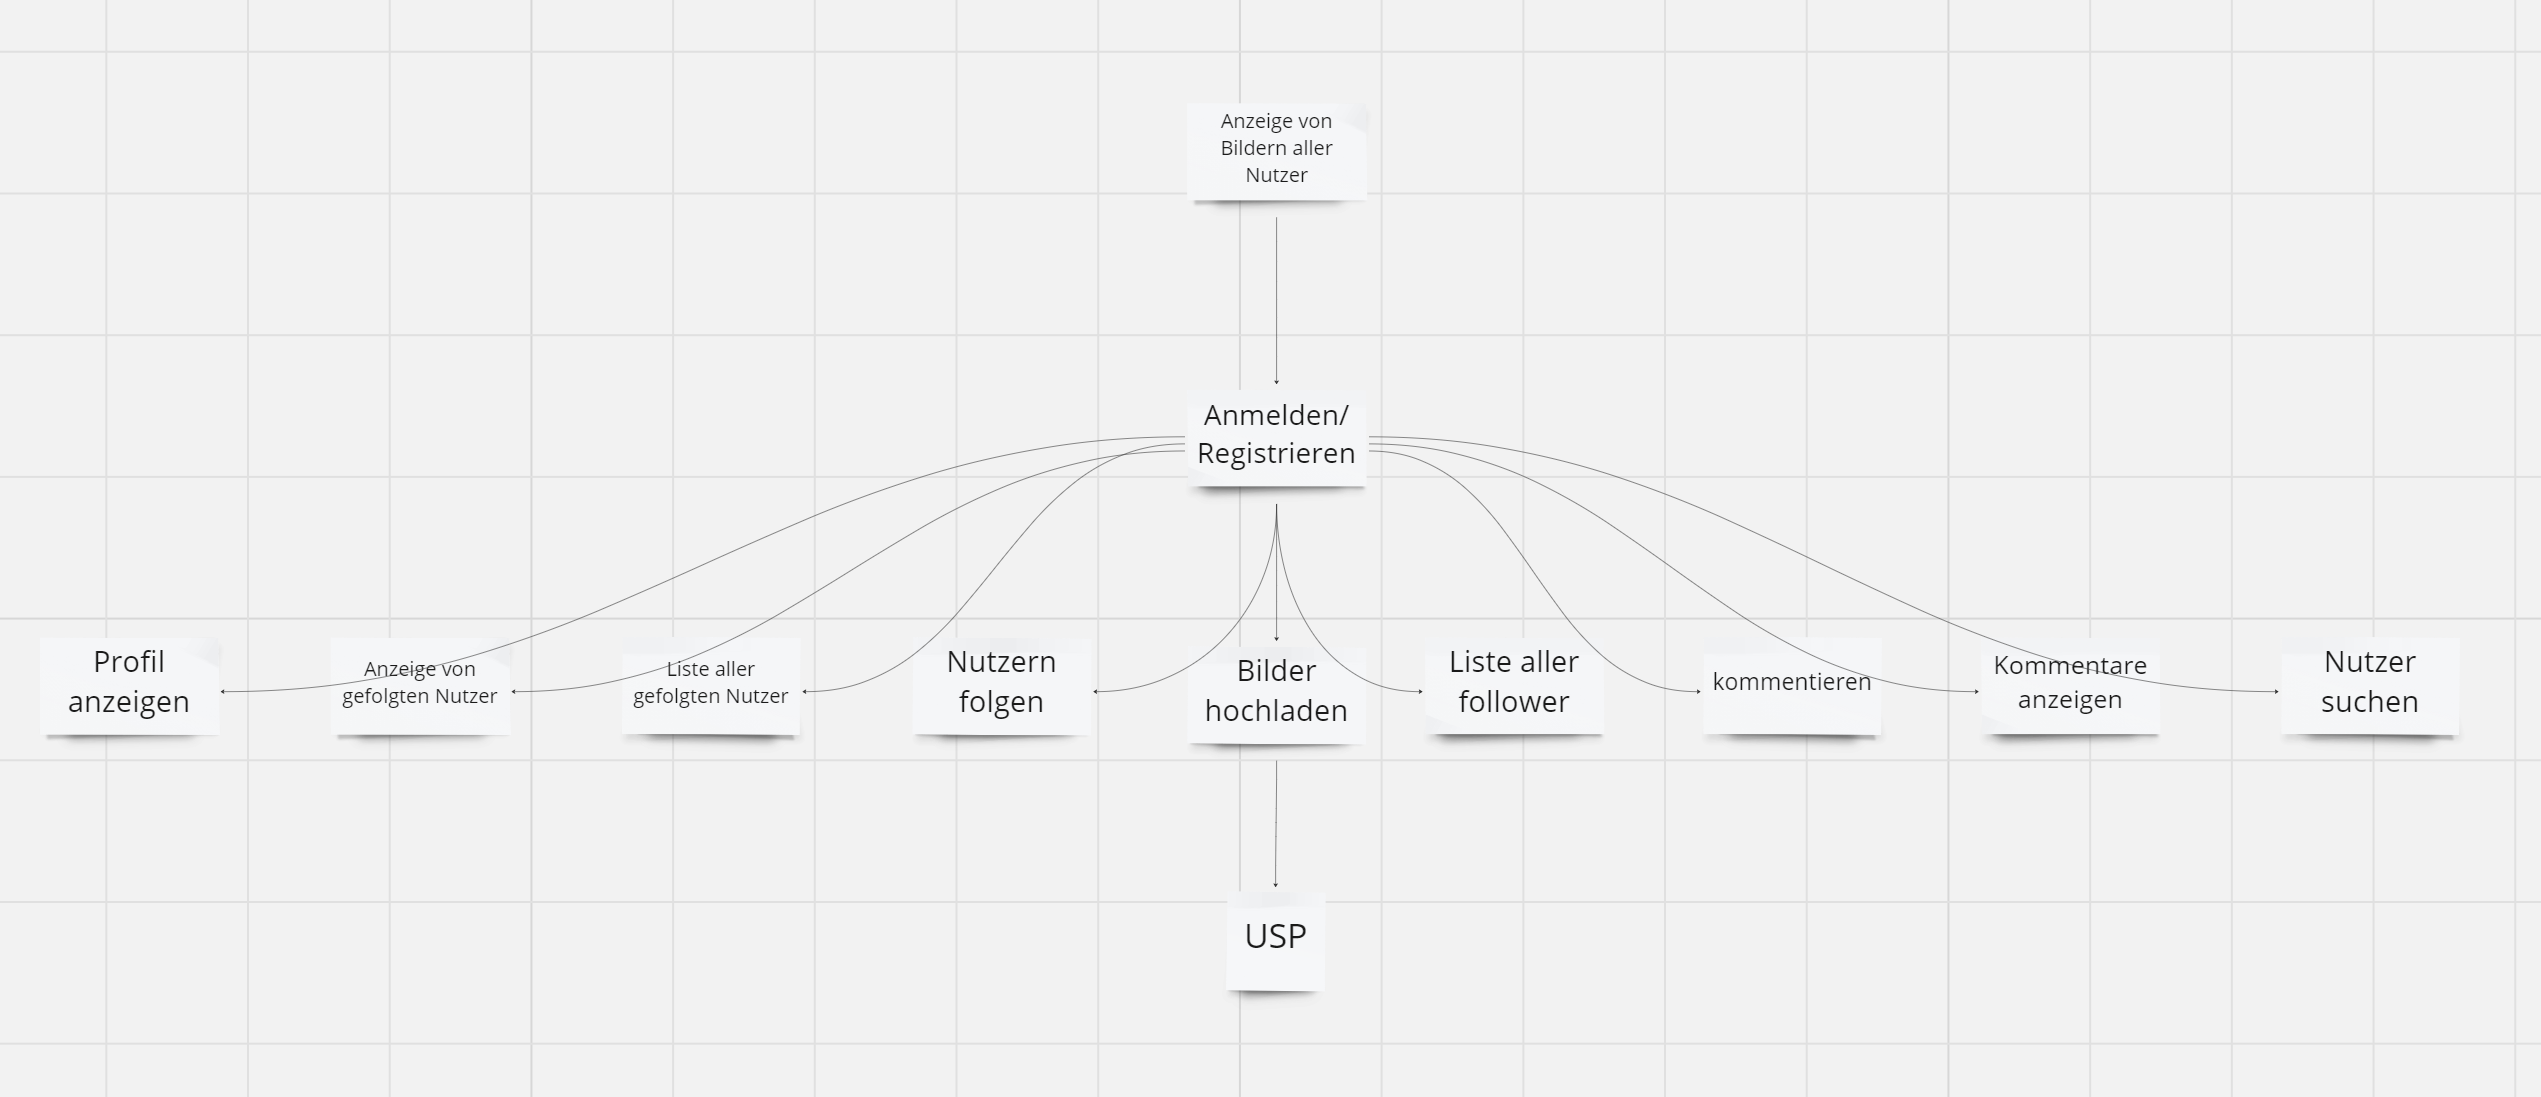 Anzeige von
Bildern aller
Nutzer
Anmelden/
Registrieren
Profil
anzeigen
Anzeige von
gefolgten Nutzer
Liste aller
gefolgten Nutzer
Nutzern
folgen
Bilder
hochladen
Liste aller
follower
kommentieren
Kommentare
anzeigen
Nutzer
suchen
USP